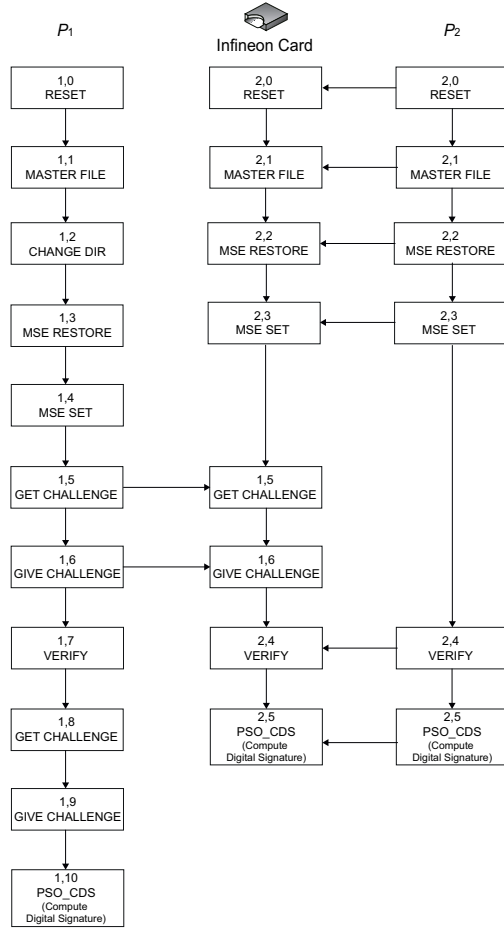 P1
Infineon Card
P2
1,0
RESET
2,0
RESET
2,0
RESET
1,1
MASTER FILE
2,1
MASTER FILE
2,1
MASTER FILE
1,2
CHANGE DIR
2,2
MSE RESTORE
2,2
MSE RESTORE
1,3
MSE RESTORE
2,3
MSE SET
2,3
MSE SET
1,4
MSE SET
1,5
GET CHALLENGE
1,5
GET CHALLENGE
1,6
GIVE CHALLENGE
1,6
GIVE CHALLENGE
1,7
VERIFY
2,4
VERIFY
2,4
VERIFY
1,8
GET CHALLENGE
2,5
PSO_CDS
(Compute
Digital Signature)
2,5
PSO_CDS
(Compute
Digital Signature)
1,9
GIVE CHALLENGE
1,10
PSO_CDS
(Compute
Digital Signature)